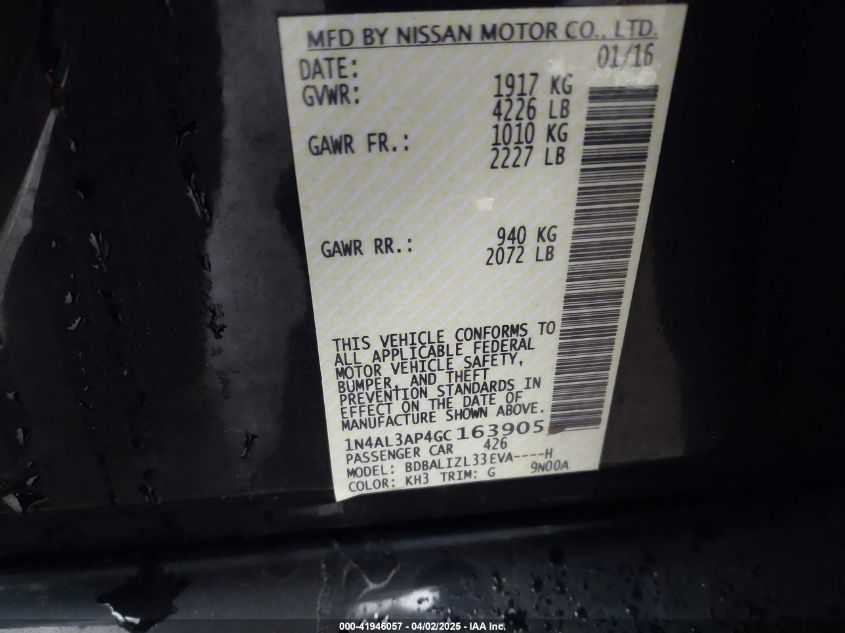 MFD BY NISSAN MOTOR CO., LTD.
DATE: 01/16
GVWR: 1917 KG
4226 LB
GAWR FR.: 1010 KG
2227 LB
GAWR RR.: 940 KG
2072 LB
THIS VEHICLE CONFORMS TO
ALL APPLICABLE FEDERAL
MOTOR VEHICLE SAFETY,
BUMPER, AND THEFT
PREVENTION STANDARDS IN
EFFECT ON THE DATE OF
MANUFACTURE SHOWN ABOVE.
1N4AL3AP4GC163905
PASSENGER CAR 426
MODEL: BDBALIZL33EVA----H
COLOR: KH3 TRIM: G 9N00A
000-41946057 - 04/02/2025 - IAA Inc.